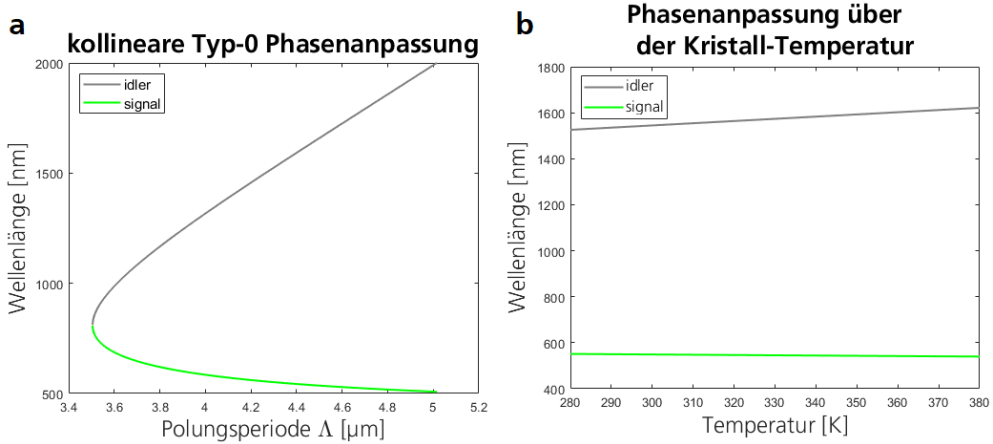 a
kollineare Typ-0 Phasenanpassung
2000
1500
1000
500
Wellenlänge [nm]
idler
signal
3.4 3.6 3.8 4 4.2 4.4 4.6 4.8 5 5.2
Polungsperiode Λ [µm]
b
Phasenanpassung über
der Kristall-Temperatur
1800
1600
1400
1200
1000
800
600
400
Wellenlänge [nm]
idler
signal
280 290 300 310 320 330 340 350 360 370 380
Temperatur [K]